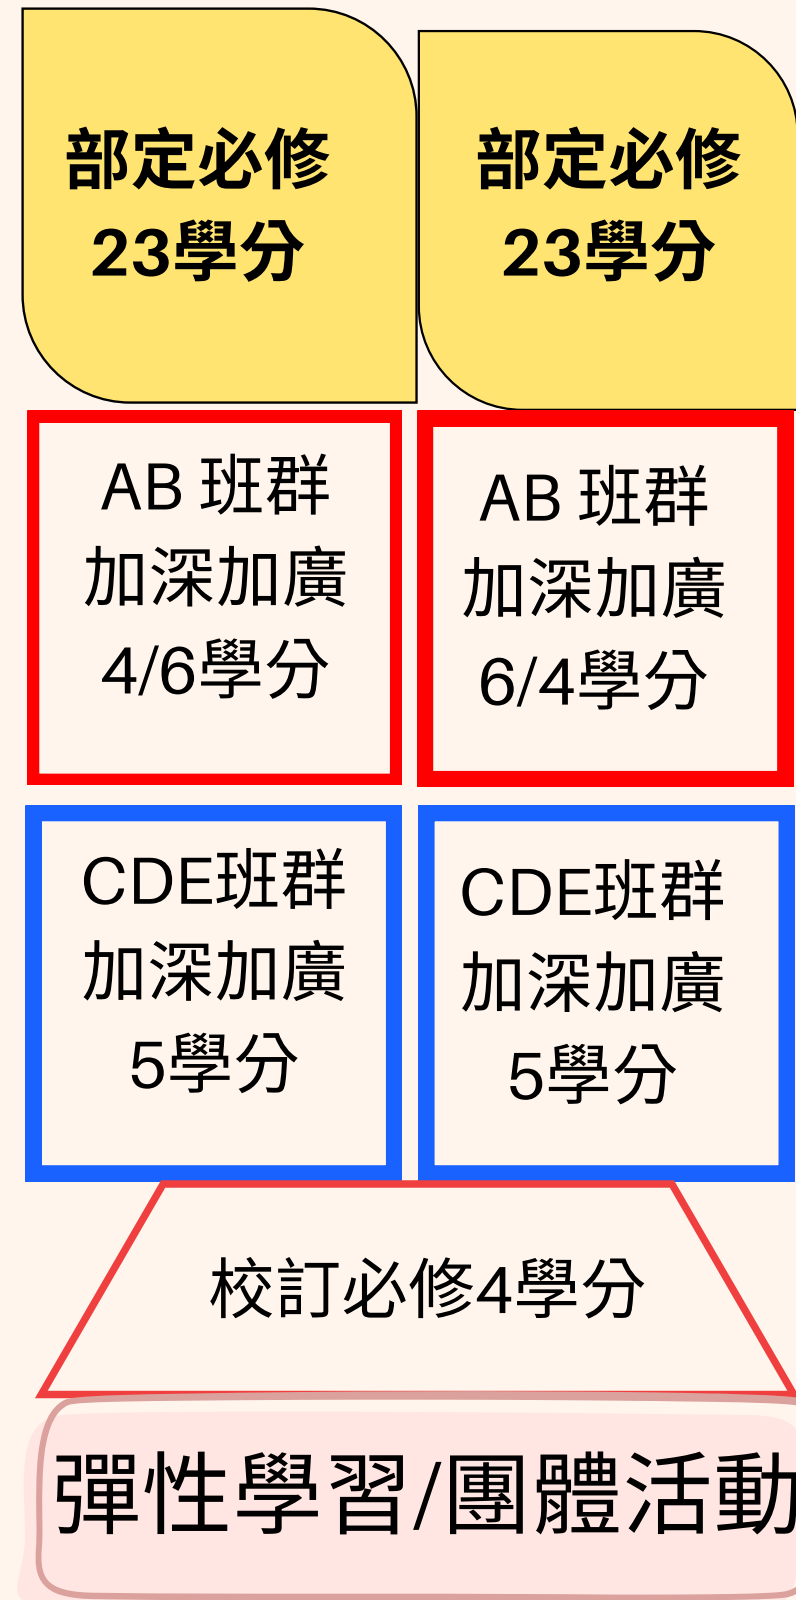 部定必修
23學分
部定必修
23學分
AB 班群
加深加廣
4/6學分
AB 班群
加深加廣
6/4學分
CDE班群
加深加廣
5學分
CDE班群
加深加廣
5學分
校訂必修4學分
彈性學習/團體活動